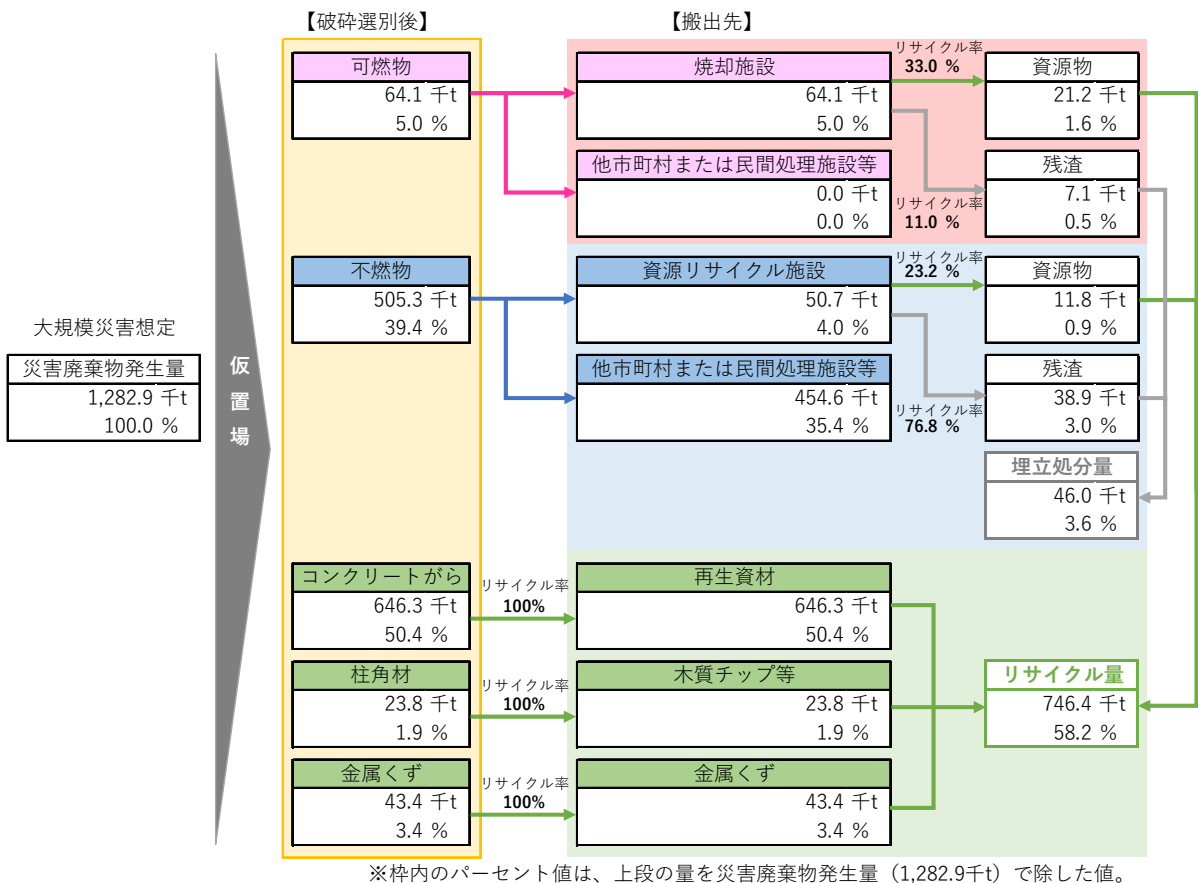 【破砕選別後】
【搬出先】
大規模災害想定
災害廃棄物発生量
1,282.9 千t
100.0 %
仮置場
可燃物
64.1 千t
5.0 %
焼却施設
64.1 千t
5.0 %
リサイクル率
33.0 %
資源物
21.2 千t
1.6 %
他市町村または民間処理施設等
0.0 千t
0.0 %
リサイクル率
11.0 %
残渣
7.1 千t
0.5 %
不燃物
505.3 千t
39.4 %
資源リサイクル施設
50.7 千t
4.0 %
リサイクル率
23.2 %
資源物
11.8 千t
0.9 %
他市町村または民間処理施設等
454.6 千t
35.4 %
リサイクル率
76.8 %
残渣
38.9 千t
3.0 %
埋立処分量
46.0 千t
3.6 %
コンクリートがら
646.3 千t
50.4 %
リサイクル率
100%
再生資材
646.3 千t
50.4 %
柱角材
23.8 千t
1.9 %
リサイクル率
100%
木質チップ等
23.8 千t
1.9 %
リサイクル量
746.4 千t
58.2 %
金属くず
43.4 千t
3.4 %
リサイクル率
100%
金属くず
43.4 千t
3.4 %
※枠内のパーセント値は、上段の量を災害廃棄物発生量（1,282.9千t）で除した値。